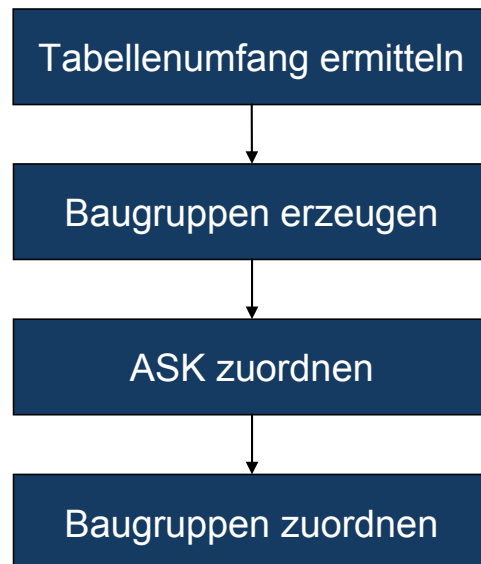 Tabellenumfang ermitteln
Baugruppen erzeugen
ASK zuordnen
Baugruppen zuordnen